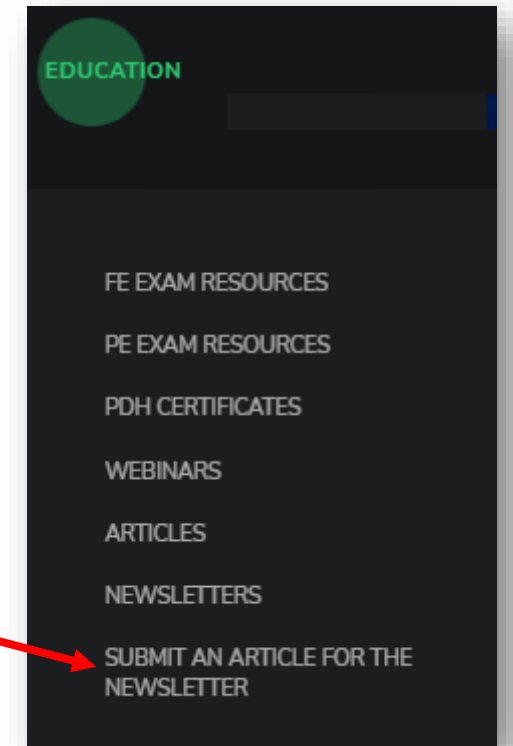 EDUCATION
FE EXAM RESOURCES
PE EXAM RESOURCES
PDH CERTIFICATES
WEBINARS
ARTICLES
NEWSLETTERS
SUBMIT AN ARTICLE FOR THE
NEWSLETTER